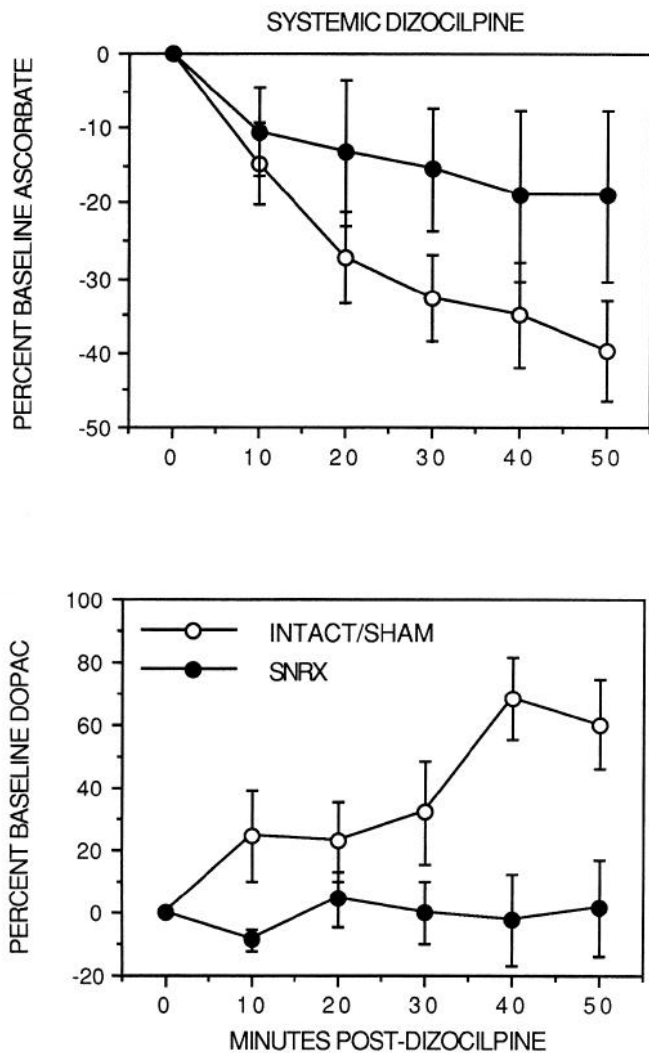 SYSTEMIC DIZOCILPINE
PERCENT BASELINE ASCORBATE
0
-10
-20
-30
-40
-50
0 10 20 30 40 50
PERCENT BASELINE DOPAC
100
80
60
40
20
0
-20
INTACT/SHAM
SNRX
0 10 20 30 40 50
MINUTES POST-DIZOCILPINE